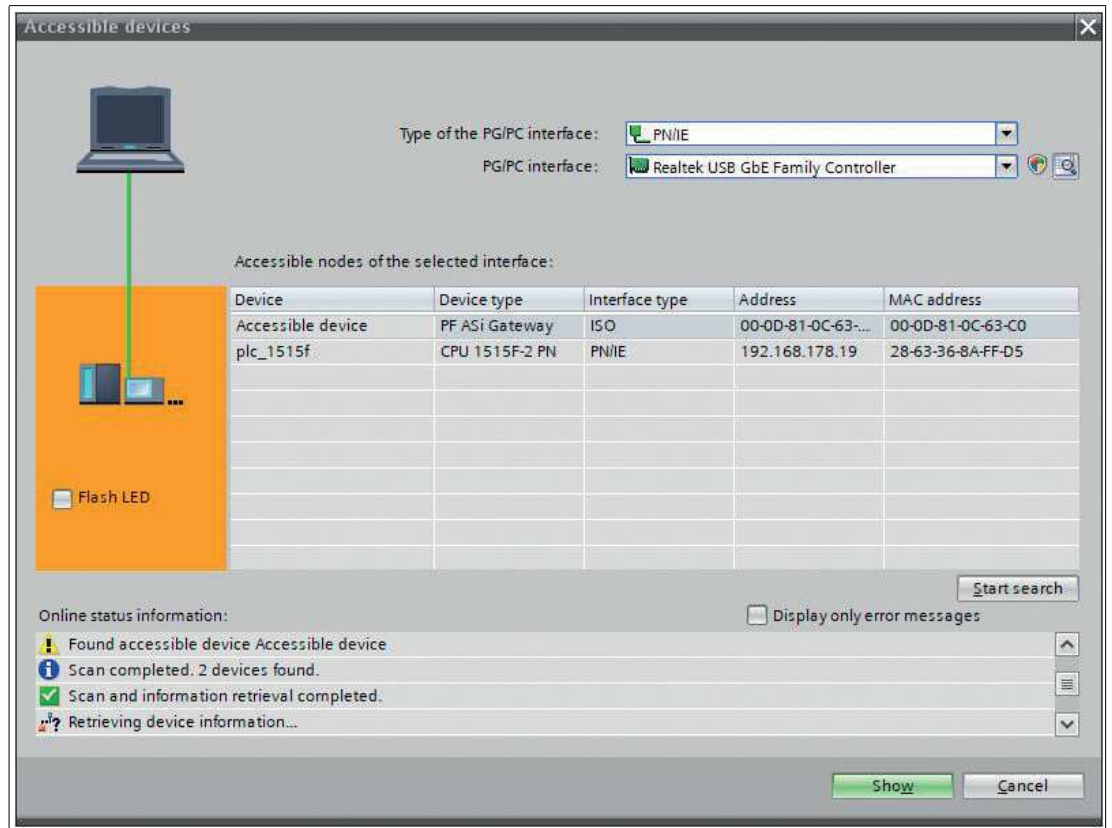 Accessible devices
Type of the PG/PC interface: PN/IE
PG/PC interface: Realtek USB GbE Family Controller
Accessible nodes of the selected interface:
Device Device type Interface type Address MAC address
Accessible device PF ASi Gateway ISO 00-0D-81-0C-63-... 00-0D-81-0C-63-C0
plc_1515f CPU 1515F-2 PN PN/IE 192.168.178.19 28-63-36-8A-FF-D5
Flash LED
Start search
Online status information: Display only error messages
Found accessible device Accessible device
Scan completed. 2 devices found.
Scan and information retrieval completed.
Retrieving device information...
Show Cancel